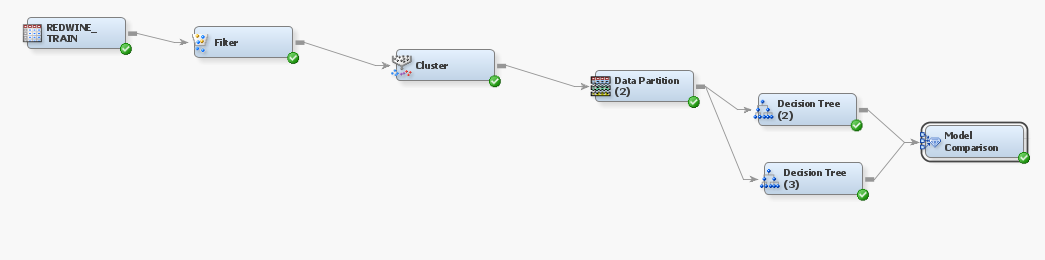 REDWINE_
TRAIN
Filter
Cluster
Data Partition
(2)
Decision Tree
(2)
Decision Tree
(3)
Model
Comparison